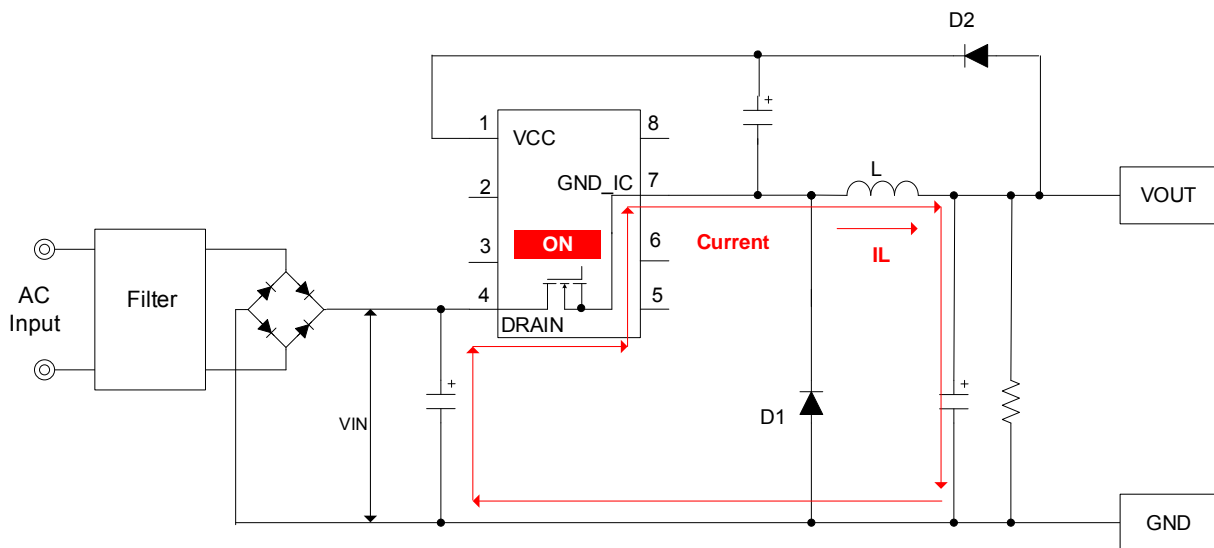 D2
+
1
VCC
8
2
GND_IC
7
L
VOUT
3
ON
6
Current
IL
AC
Input
Filter
4
DRAIN
5
+
VIN
D1
+
GND